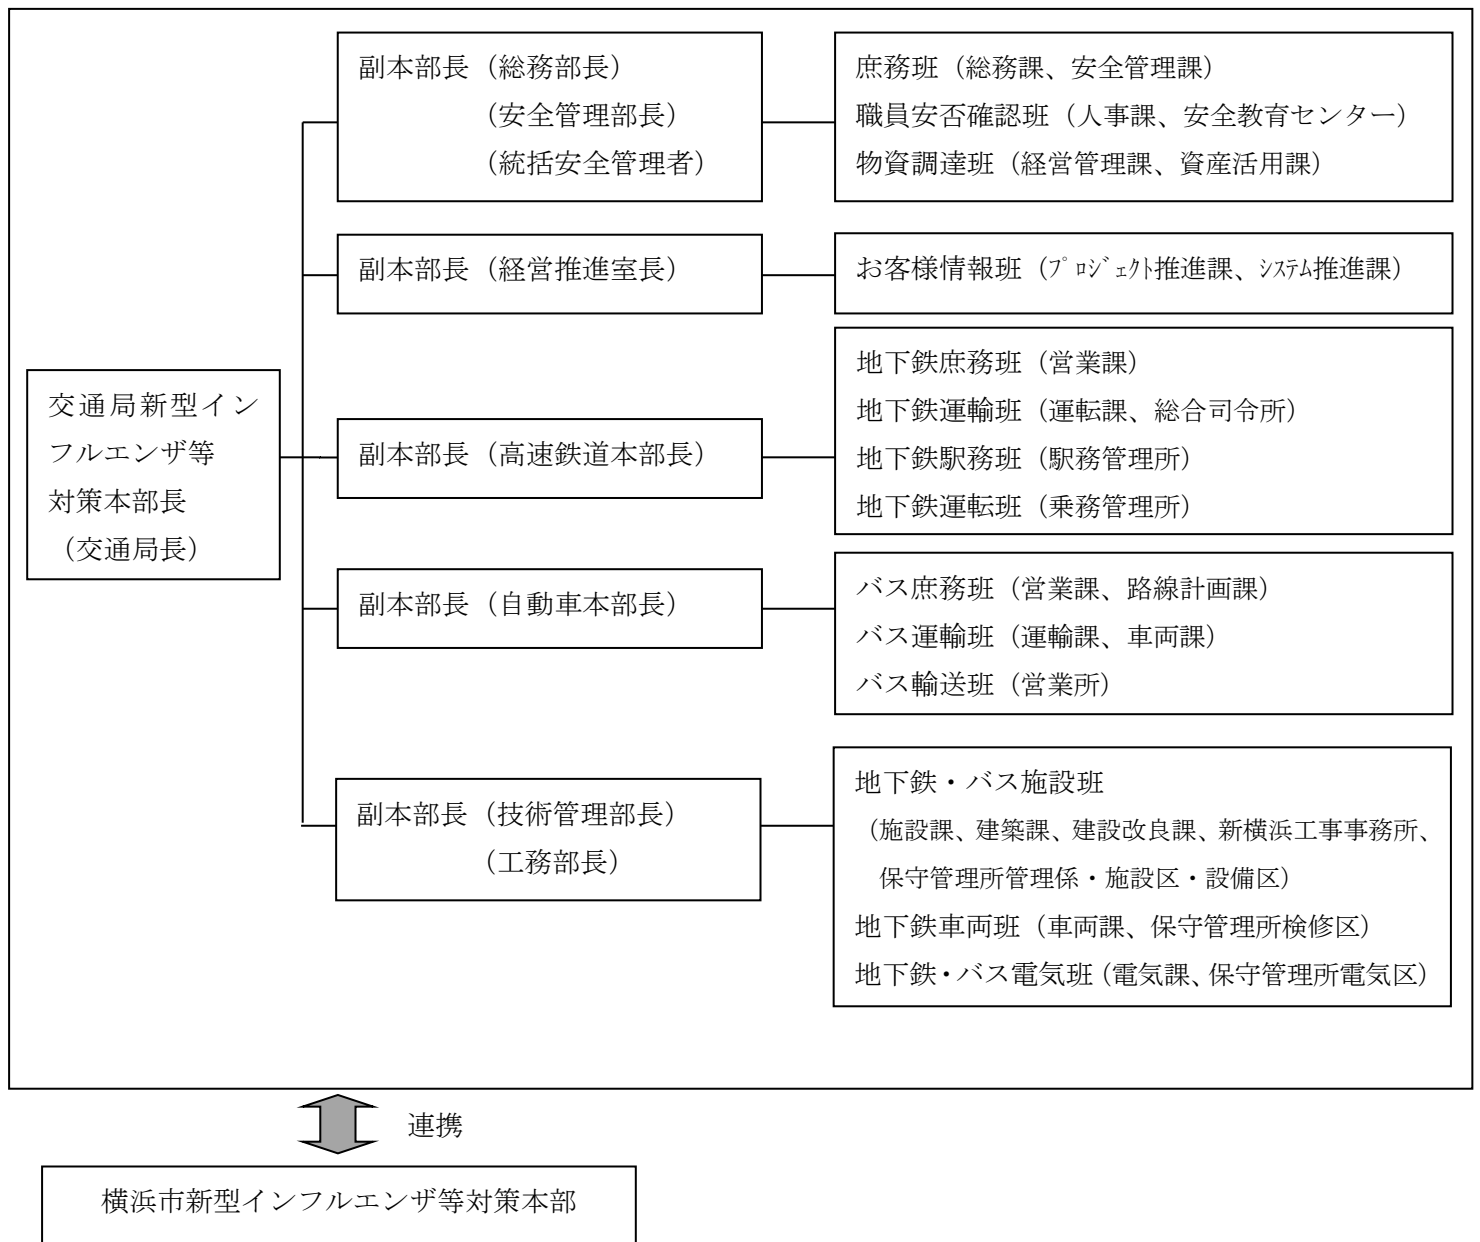 副本部長（総務部長）
（安全管理部長）
（統括安全管理者）
庶務班（総務課、安全管理課）
職員安否確認班（人事課、安全教育センター）
物資調達班（経営管理課、資産活用課）
副本部長（経営推進室長）
お客様情報班（ﾌﾟﾛｼﾞｪｸﾄ推進課、ｼｽﾃﾑ推進課）
交通局新型イン
フルエンザ等
対策本部長
（交通局長）
副本部長（高速鉄道本部長）
地下鉄庶務班（営業課）
地下鉄運輸班（運転課、総合司令所）
地下鉄駅務班（駅務管理所）
地下鉄運転班（乗務管理所）
副本部長（自動車本部長）
バス庶務班（営業課、路線計画課）
バス運輸班（運輸課、車両課）
バス輸送班（営業所）
副本部長（技術管理部長）
（工務部長）
地下鉄・バス施設班
（施設課、建築課、建設改良課、新横浜工事事務所、
保守管理所管理係・施設区・設備区）
地下鉄車両班（車両課、保守管理所検修区）
地下鉄・バス電気班（電気課、保守管理所電気区）
連携
横浜市新型インフルエンザ等対策本部